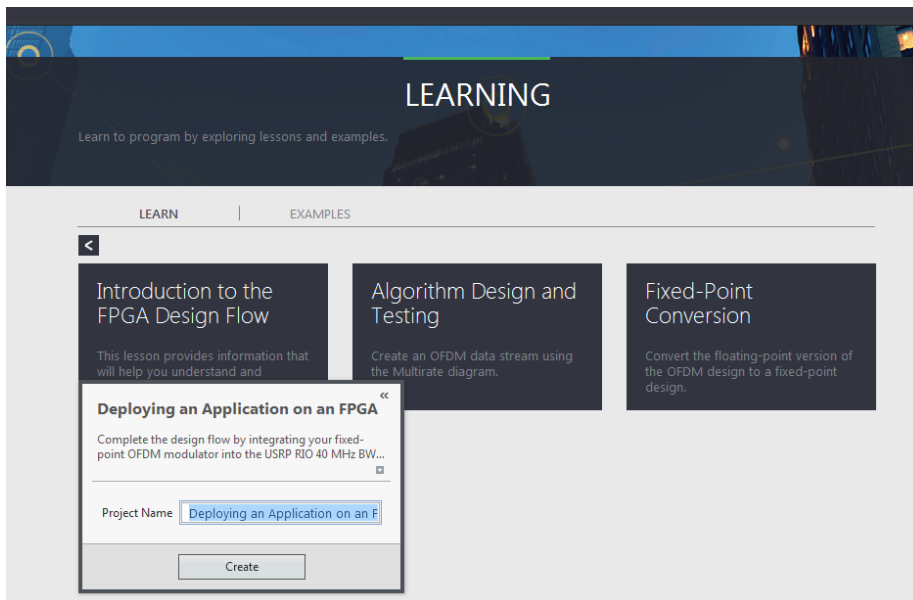 LEARNING
Learn to program by exploring lessons and examples.
LEARN
EXAMPLES
<
Introduction to the
FPGA Design Flow
This lesson provides information that
will help you understand and
Algorithm Design and
Testing
Create an OFDM data stream using
the Multirate diagram.
Fixed-Point
Conversion
Convert the floating-point version of
the OFDM design to a fixed-point
design.
«
Deploying an Application on an FPGA
Complete the design flow by integrating your fixed-
point OFDM modulator into the USRP RIO 40 MHz BW...
Project Name
Deploying an Application on an F
Create